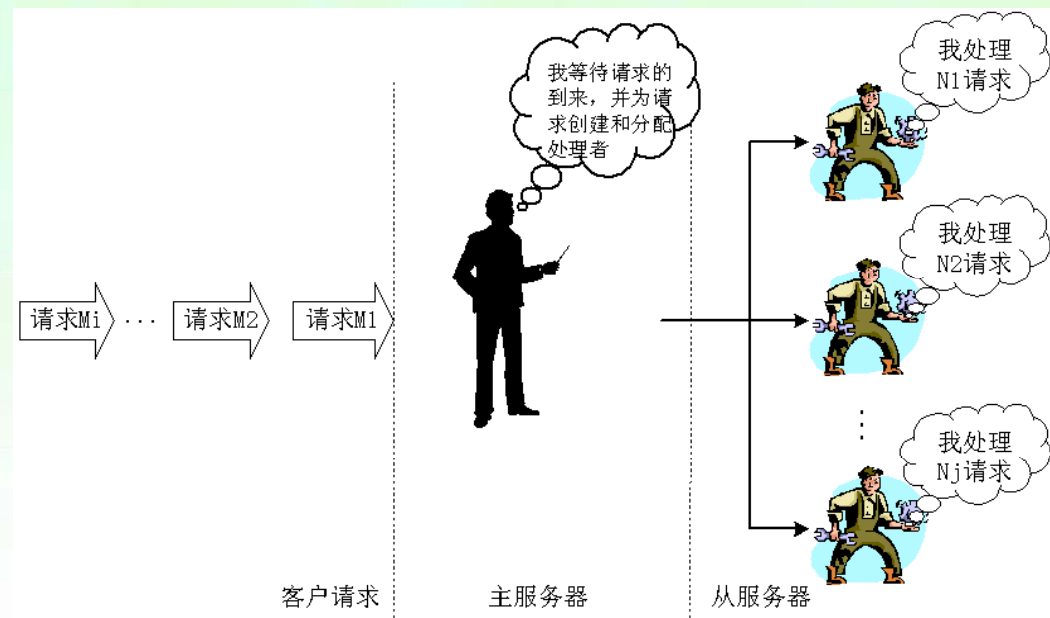 我等待请求的
到来，并为请
求创建和分配
处理者
我处理
N1请求
我处理
N2请求
请求Mi
...
请求M2
请求M1
⋮
我处理
Nj请求
客户请求
主服务器
从服务器